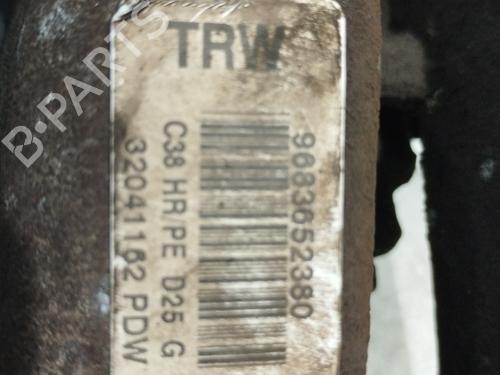 TRW
9683652380
C38 HR/PE D25 G
32041162 PDW
B-PARTS